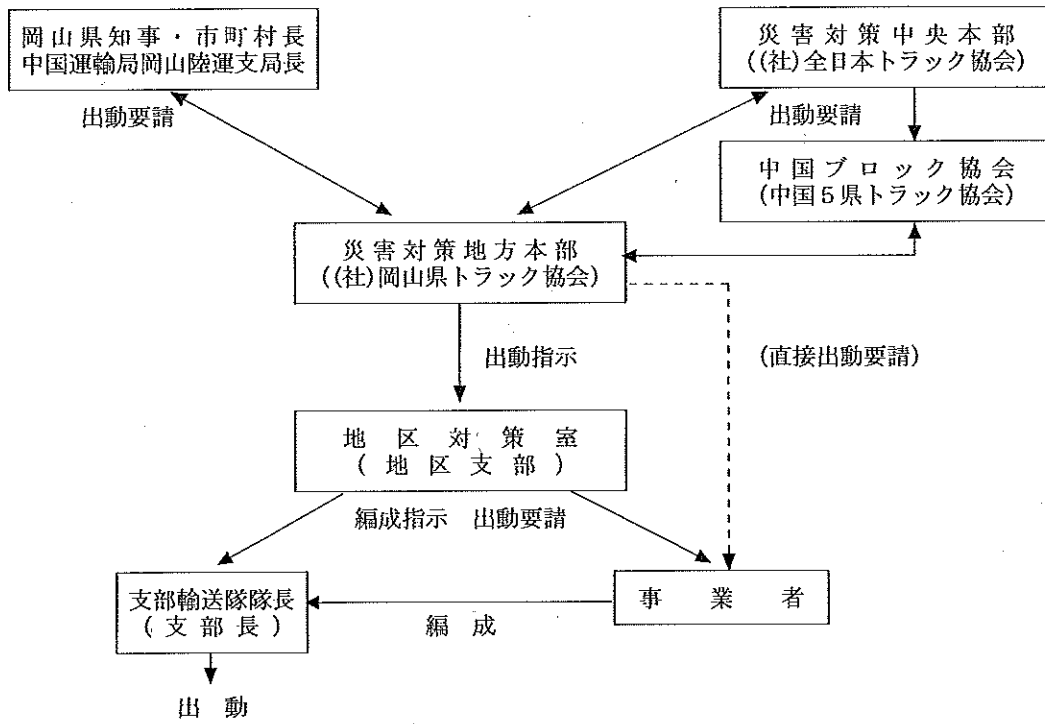 岡山県知事・市町村長
中国運輸局岡山陸運支局長
災害対策中央本部
((社)全日本トラック協会)
出動要請
出動要請
中国ブロック協会
(中国5県トラック協会)
災害対策地方本部
((社)岡山県トラック協会)
出動指示
(直接出動要請)
地区対策室
(地区支部)
編成指示 出動要請
支部輸送隊隊長
(支部長)
事業者
編成
出動